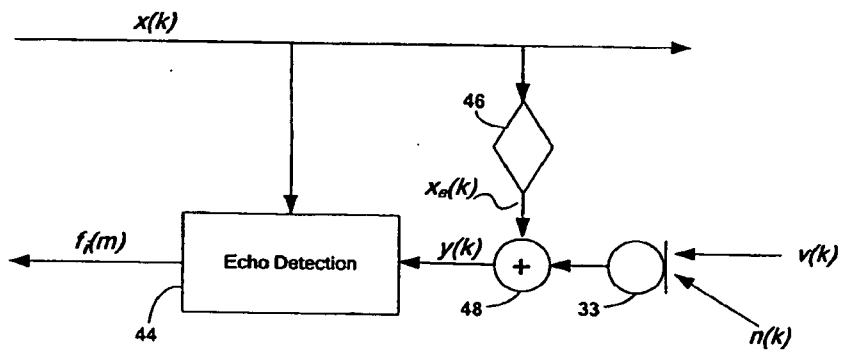 x(k)
46
xe(k)
fi(m)
Echo Detection
y(k)
+
v(k)
44
48
33
n(k)